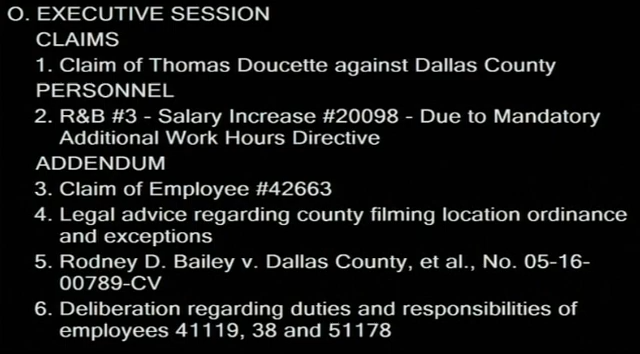 O. EXECUTIVE SESSION
CLAIMS
1. Claim of Thomas Doucette against Dallas County
PERSONNEL
2. R&B #3 - Salary Increase #20098 - Due to Mandatory
Additional Work Hours Directive
ADDENDUM
3. Claim of Employee #42663
4. Legal advice regarding county filming location ordinance
and exceptions
5. Rodney D. Bailey v. Dallas County, et al., No. 05-16-
00789-CV
6. Deliberation regarding duties and responsibilities of
employees 41119, 38 and 51178